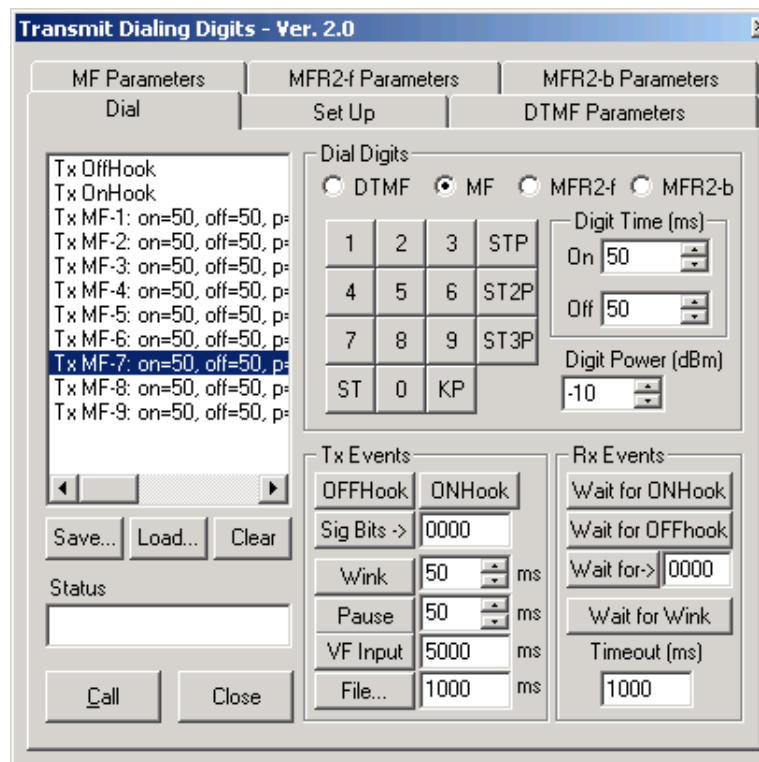 Transmit Dialing Digits - Ver. 2.0
MF Parameters
MFR2-f Parameters
MFR2-b Parameters
Dial
Set Up
DTMF Parameters
Tx OffHook
Tx OnHook
Tx MF-1: on=50, off=50, p=
Tx MF-2: on=50, off=50, p=
Tx MF-3: on=50, off=50, p=
Tx MF-4: on=50, off=50, p=
Tx MF-5: on=50, off=50, p=
Tx MF-6: on=50, off=50, p=
Tx MF-7: on=50, off=50, p=
Tx MF-8: on=50, off=50, p=
Tx MF-9: on=50, off=50, p=
Save...
Load...
Clear
Status
Call
Close
Dial Digits
DTMF
MF
MFR2-f
MFR2-b
1 2 3 STP
4 5 6 ST2P
7 8 9 ST3P
ST 0 KP
Digit Time (ms)
On 50
Off 50
Digit Power (dBm)
-10
Tx Events
OFFHook ONHook
Sig Bits -> 0000
Wink 50 ms
Pause 50 ms
VF Input 5000 ms
File... 1000 ms
Rx Events
Wait for ONHook
Wait for OFFhook
Wait for-> 0000
Wait for Wink
Timeout (ms)
1000